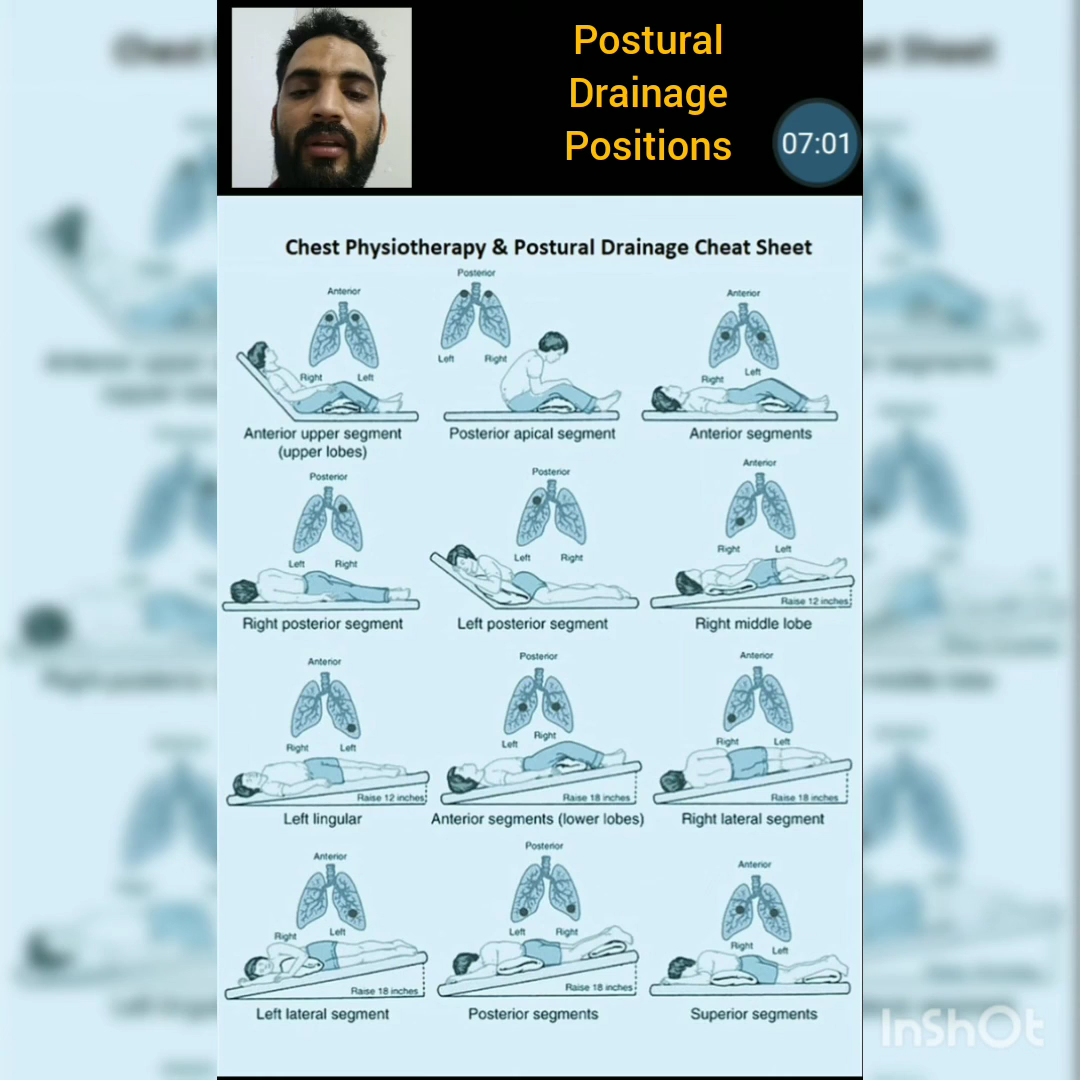 Postural
Drainage
Positions
07:01
Chest Physiotherapy & Postural Drainage Cheat Sheet
Anterior
Right Left
Anterior upper segment
(upper lobes)
Posterior
Left Right
Posterior apical segment
Anterior
Right Left
Anterior segments
Posterior
Left Right
Right posterior segment
Posterior
Left Right
Left posterior segment
Anterior
Right Left
Raise 12 inches
Right middle lobe
Anterior
Right Left
Raise 12 inches
Left lingular
Posterior
Left Right
Raise 18 inches
Anterior segments (lower lobes)
Anterior
Right Left
Raise 18 inches
Right lateral segment
Anterior
Right Left
Raise 18 inches
Left lateral segment
Posterior
Left Right
Raise 18 inches
Posterior segments
Anterior
Right Left
Superior segments
InShOt